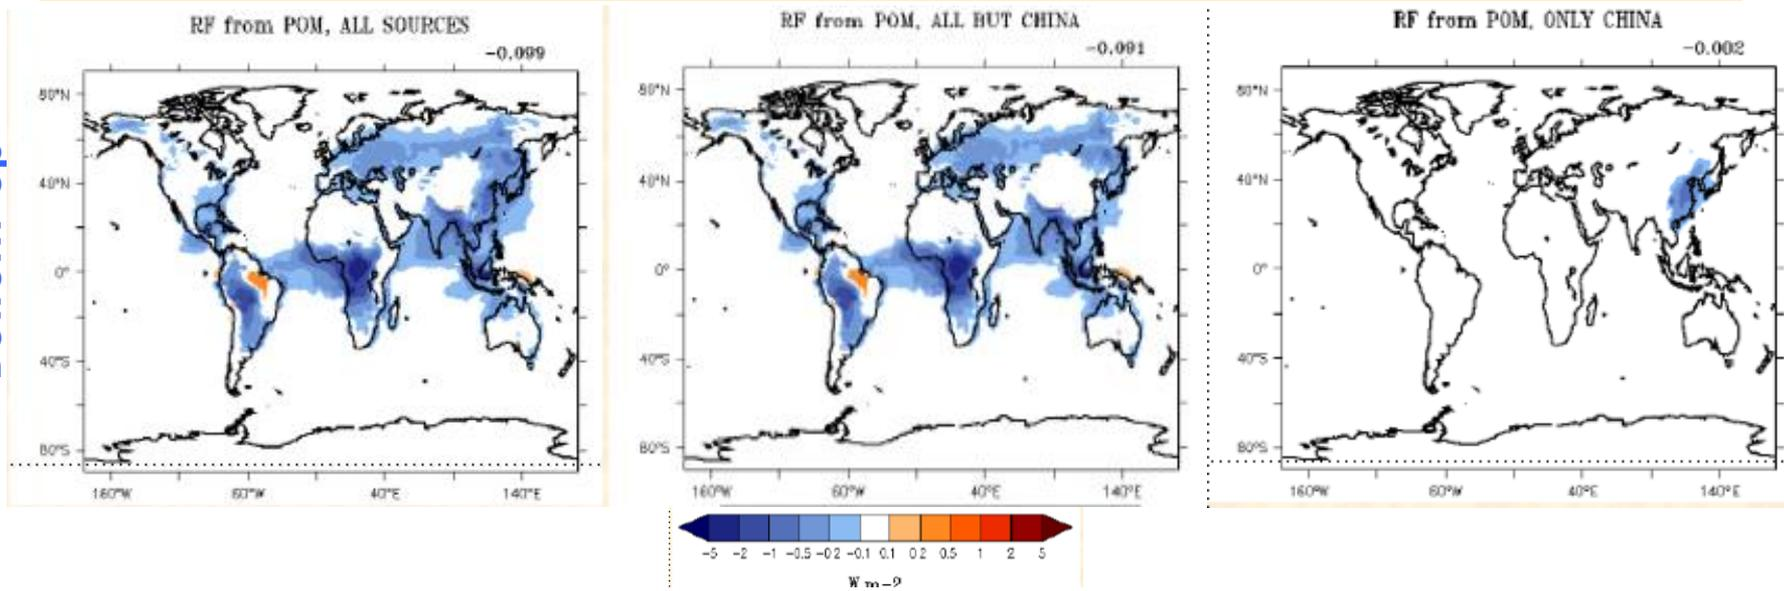 RF from POM, ALL SOURCES
-0.099
80°N
40°N
0°
40°S
80°S
160°W
60°W
40°E
140°E
RF from POM, ALL BUT CHINA
-0.091
80°N
40°N
0°
40°S
80°S
160°W
60°W
40°E
140°E
RF from POM, ONLY CHINA
-0.002
80°N
40°N
0°
40°S
80°S
160°W
60°W
40°E
140°E
-5 -2 -1 -0.5 -0.2 -0.1 0.1 0.2 0.5 1 2 5
W m-2